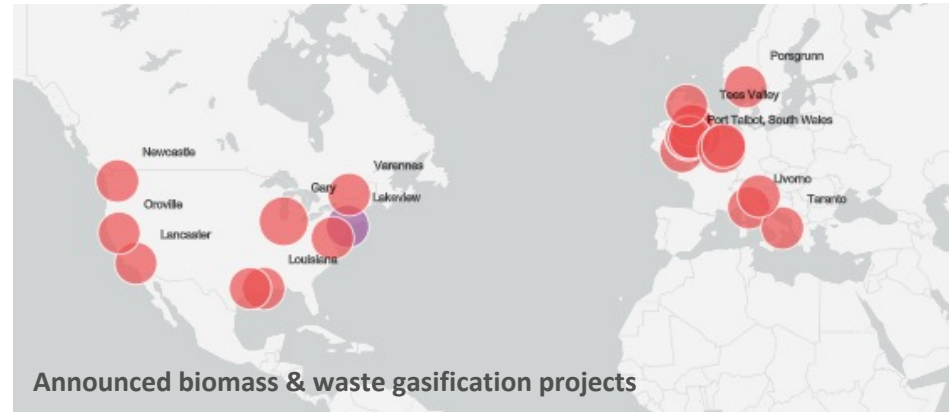 Porsgrunn
Tees Valley
Port Talbot, South Wales
Newcastle
Varennes
Gary
Lakeview
Livorno
Oroville
Taranto
Lancaster
Louisiana
Announced biomass & waste gasification projects